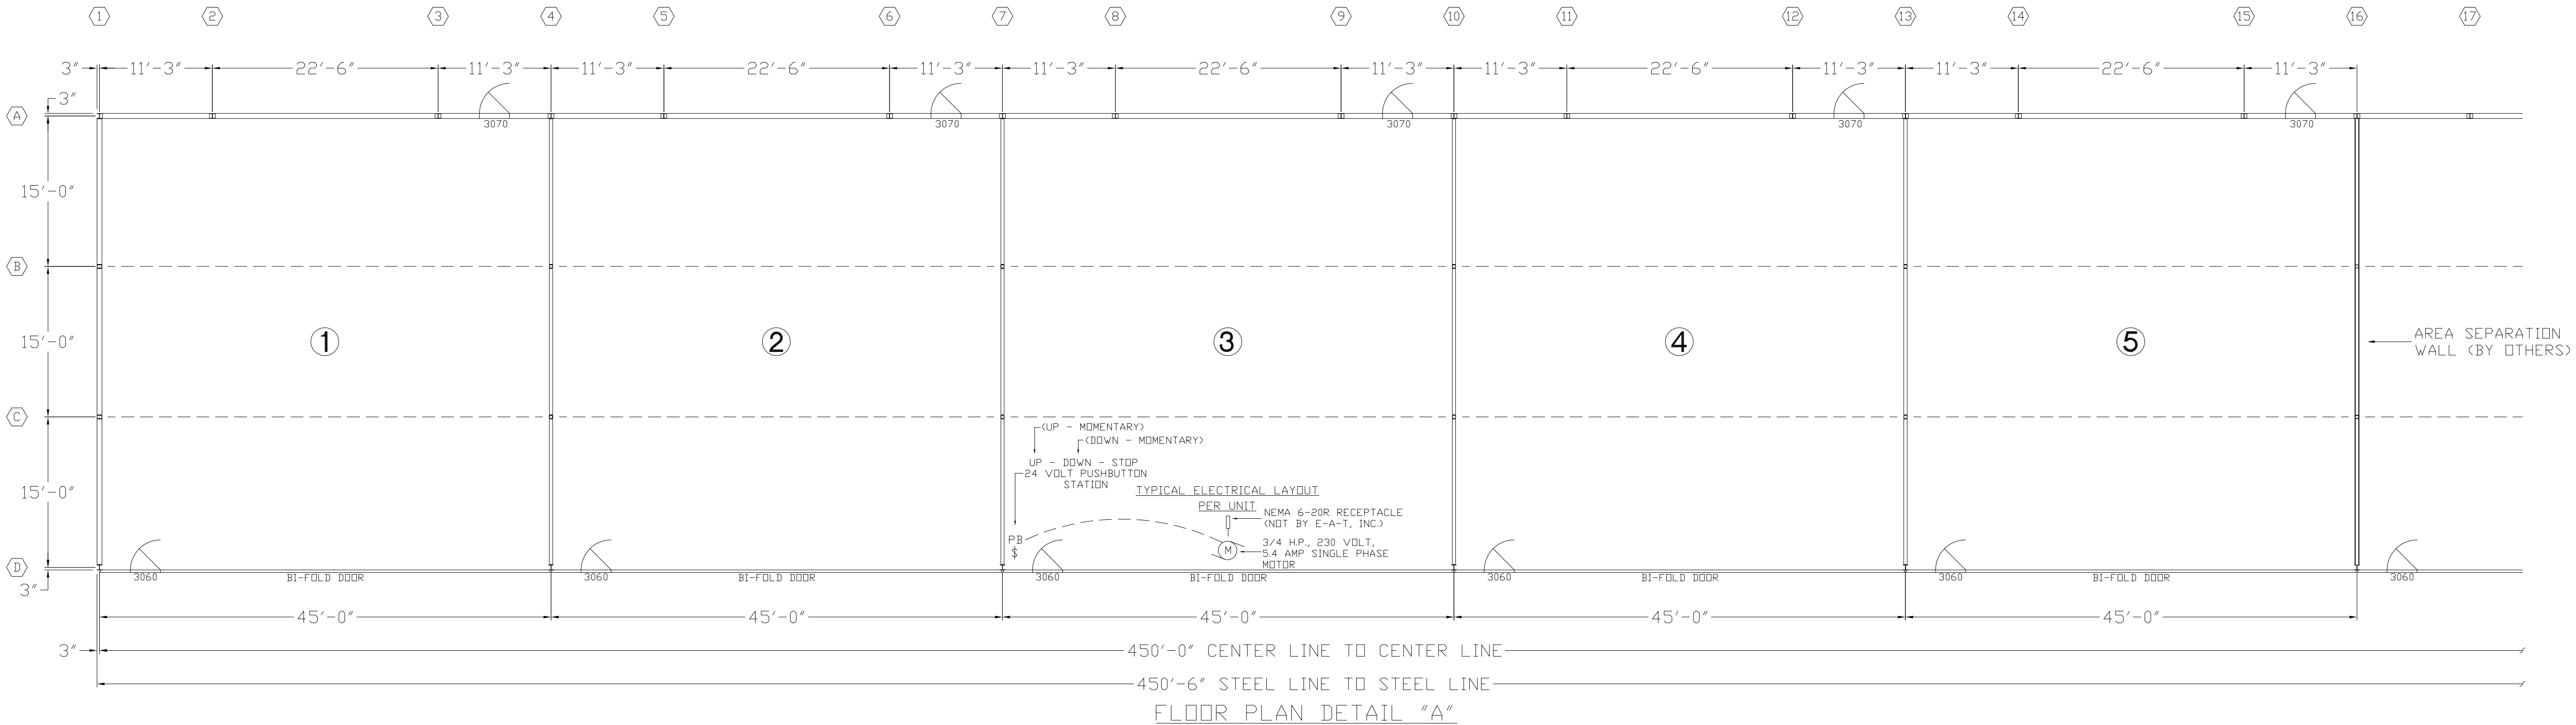 1 2 3 4 5 6 7 8 9 10 11 12 13 14 15 16 17
3" 11'-3" 22'-6" 11'-3" 11'-3" 22'-6" 11'-3" 11'-3" 22'-6" 11'-3" 11'-3" 22'-6" 11'-3" 11'-3" 22'-6" 11'-3"
3"
A
3070 3070 3070 3070 3070
15'-0"
B
15'-0"
1 2 3 4 5
AREA SEPARATION
WALL (BY OTHERS)
C
(UP - MOMENTARY)
(DOWN - MOMENTARY)
UP - DOWN - STOP
24 VOLT PUSHBUTTON
STATION
15'-0"
TYPICAL ELECTRICAL LAYOUT
PER UNIT
NEMA 6-20R RECEPTACLE
(NOT BY E-A-T, INC.)
PB
$
M
3/4 H.P., 230 VOLT,
5.4 AMP SINGLE PHASE
MOTOR
D
3060 BI-FOLD DOOR 3060 BI-FOLD DOOR 3060 BI-FOLD DOOR 3060 BI-FOLD DOOR 3060 BI-FOLD DOOR 3060
3"
45'-0" 45'-0" 45'-0" 45'-0" 45'-0"
3" 450'-0" CENTER LINE TO CENTER LINE
450'-6" STEEL LINE TO STEEL LINE
FLOOR PLAN DETAIL "A"